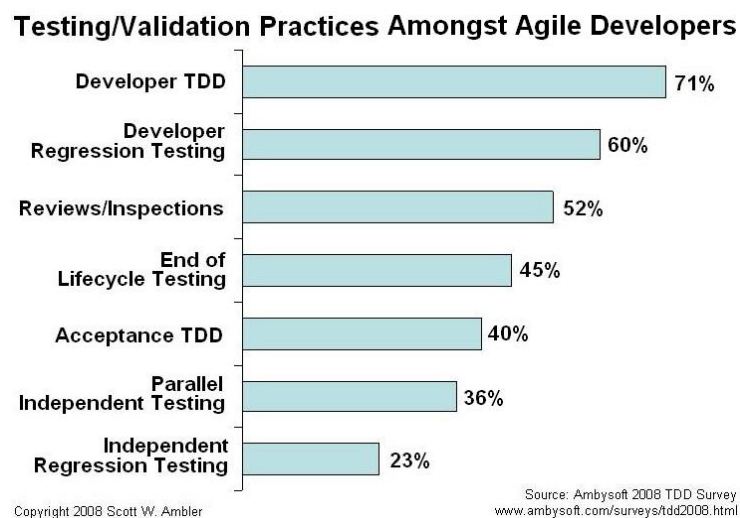 Testing/Validation Practices Amongst Agile Developers
Developer TDD
71%
Developer
Regression Testing
60%
Reviews/Inspections
52%
End of
Lifecycle Testing
45%
Acceptance TDD
40%
Parallel
Independent Testing
36%
Independent
Regression Testing
23%
Source: Ambysoft 2008 TDD Survey
Copyright 2008 Scott W. Ambler
www.ambysoft.com/surveys/tdd2008.html